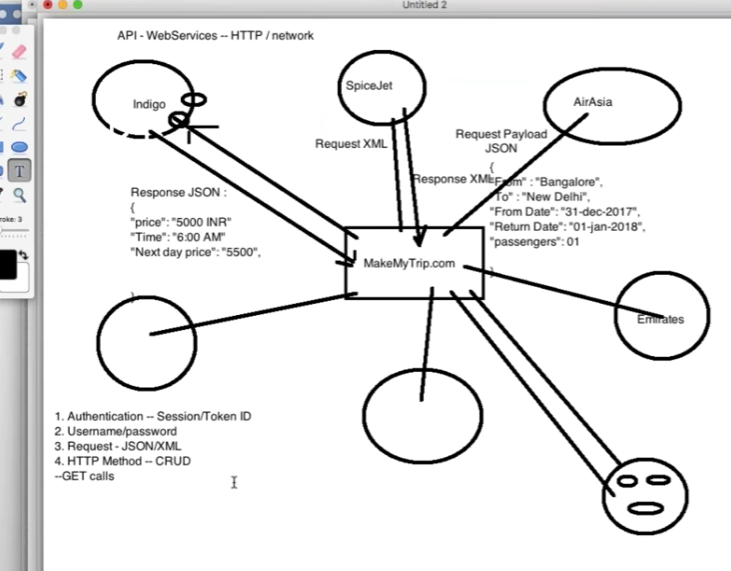 Untitled 2
API - WebServices -- HTTP / network
Indigo
SpiceJet
AirAsia
Request XML
Request Payload
JSON
Response XML
{
"From" : "Bangalore",
"To" : "New Delhi",
"From Date": "31-dec-2017",
"Return Date": "01-jan-2018",
"passengers": 01
}
Response JSON :
{
"price": "5000 INR"
"Time": "6:00 AM"
"Next day price": "5500",
}
MakeMyTrip.com
Emirates
1. Authentication -- Session/Token ID
2. Username/password
3. Request - JSON/XML
4. HTTP Method -- CRUD
--GET calls
T
roke: 3